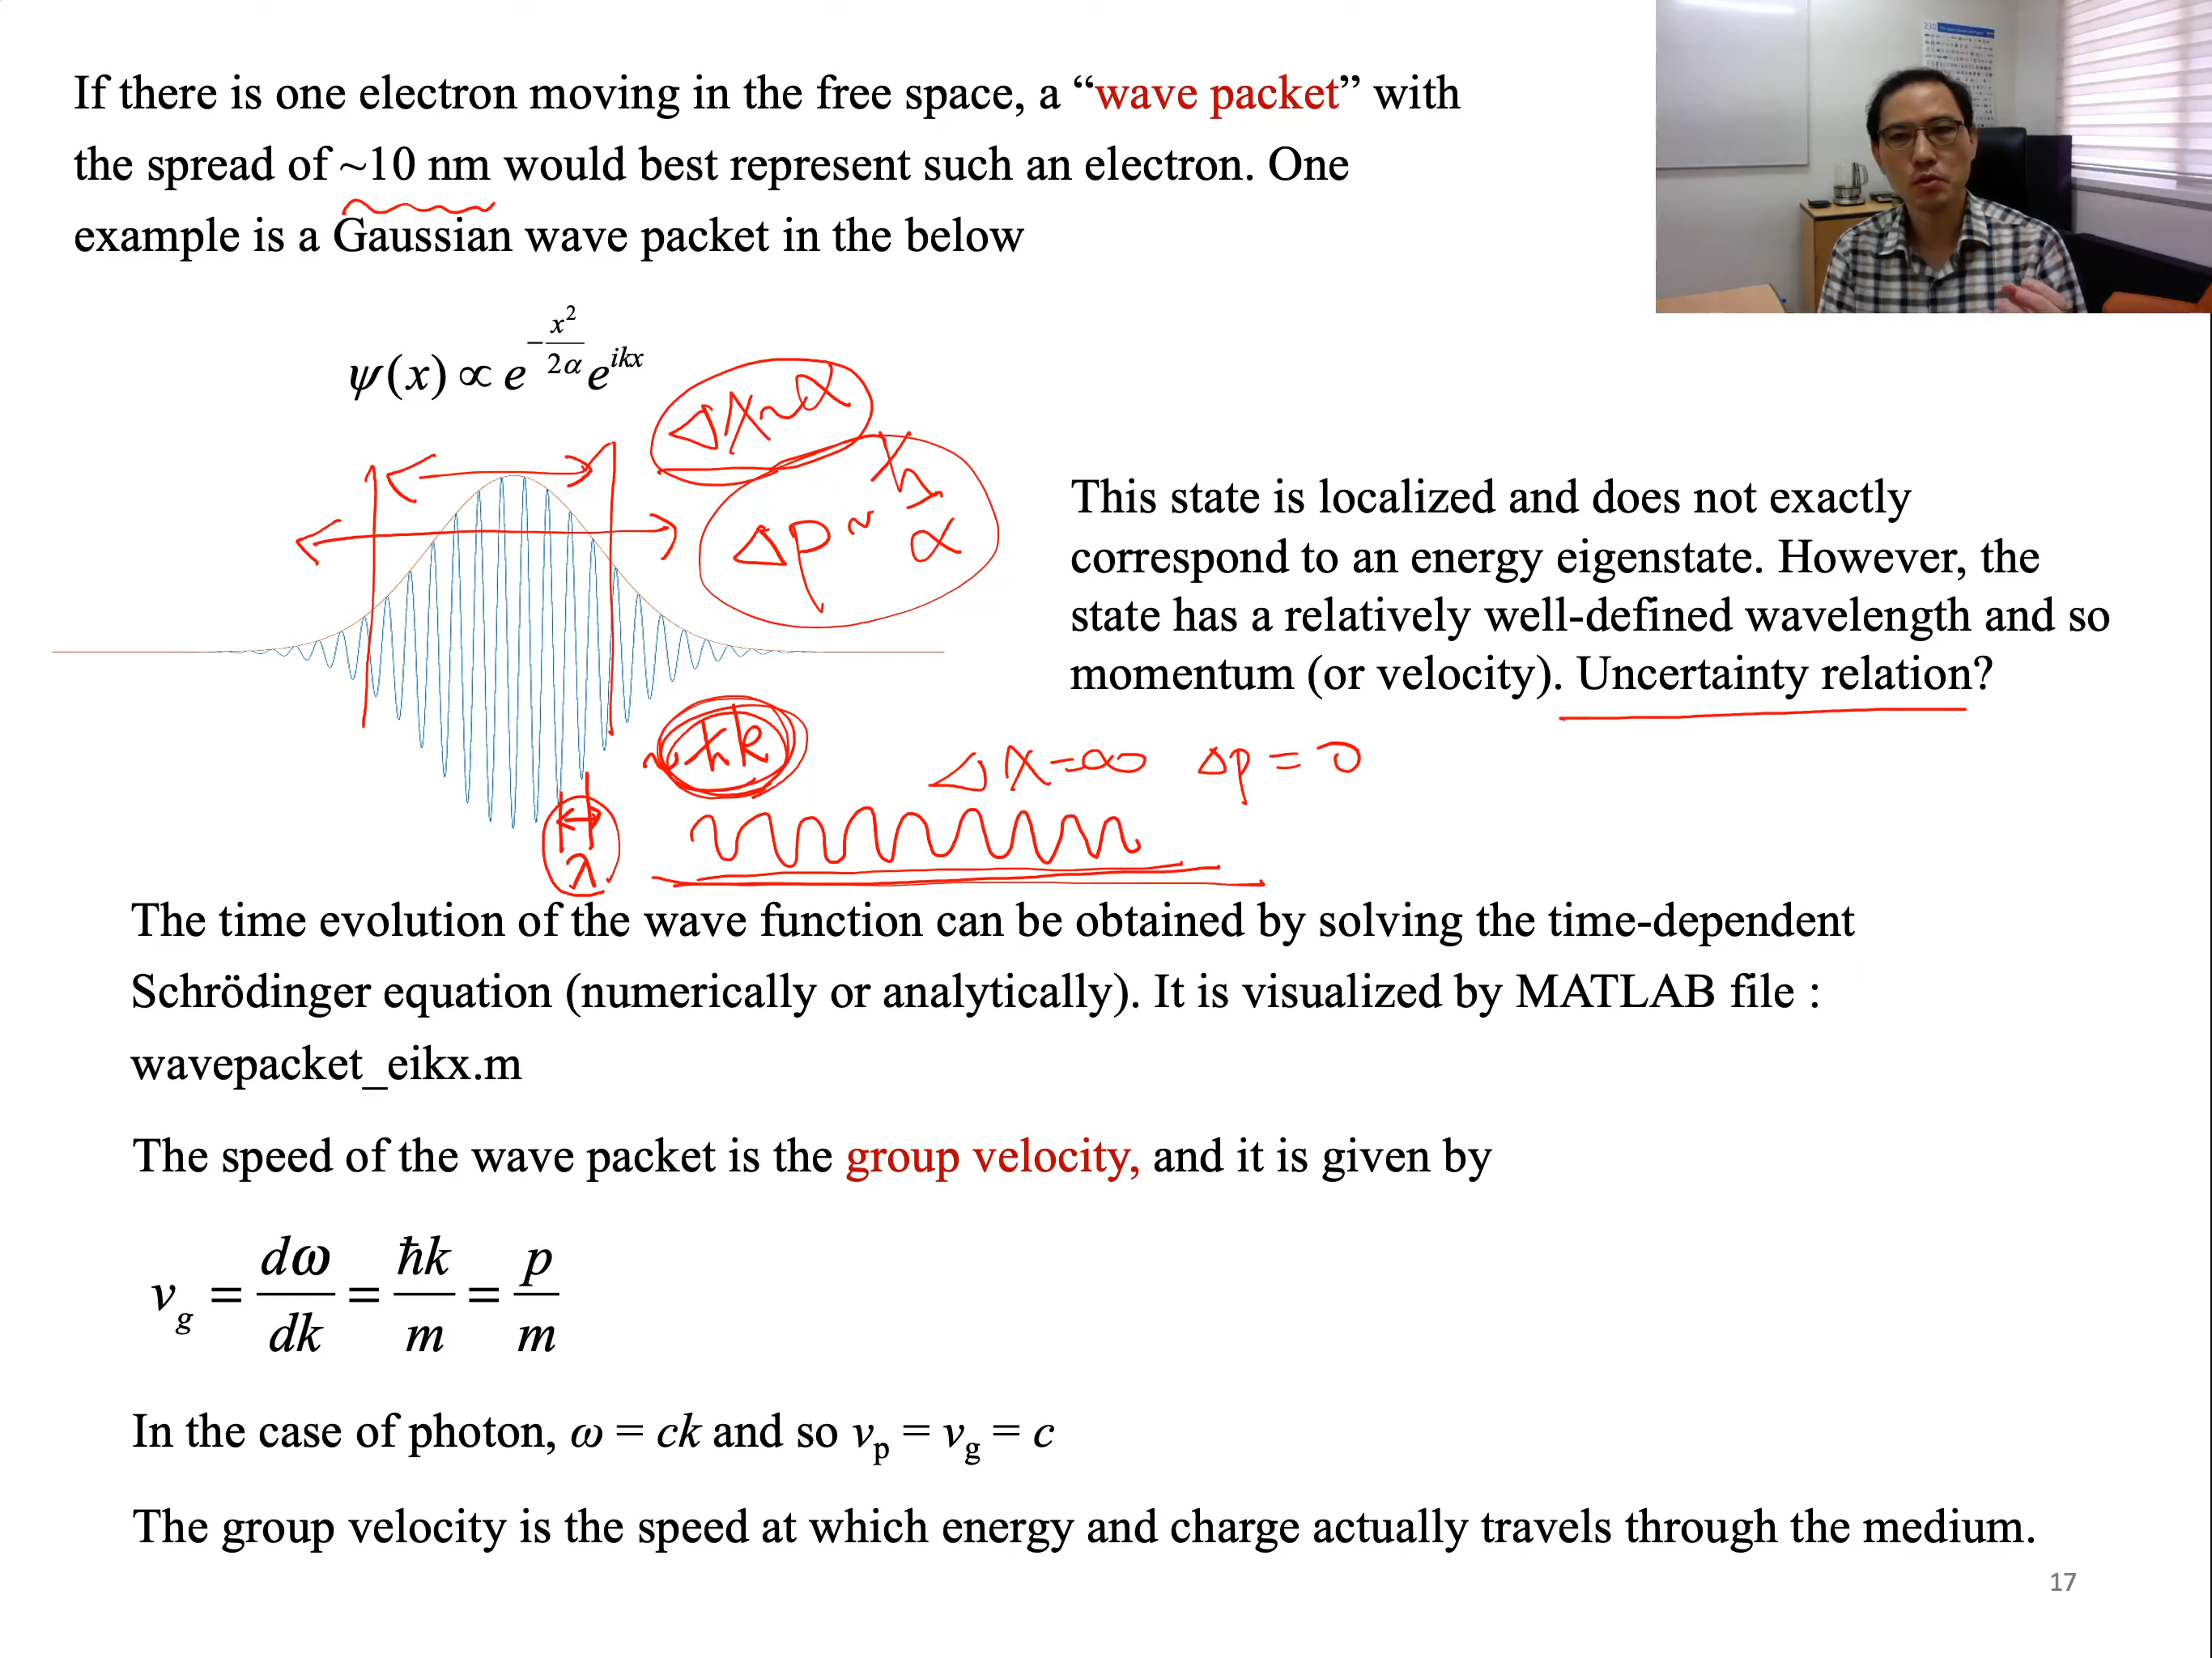 If there is one electron moving in the free space, a “wave packet” with
the spread of ~10 nm would best represent such an electron. One
example is a Gaussian wave packet in the below
ψ(x) ∝ e^{-x²/2α} e^{ikx}
Δx~α
Δp ~ ħ/α
This state is localized and does not exactly
correspond to an energy eigenstate. However, the
state has a relatively well-defined wavelength and so
momentum (or velocity). Uncertainty relation?
~ħk
Δx=∞ Δp=0
λ
The time evolution of the wave function can be obtained by solving the time-dependent
Schrödinger equation (numerically or analytically). It is visualized by MATLAB file :
wavepacket_eikx.m
The speed of the wave packet is the group velocity, and it is given by
v_g = dω/dk = ħk/m = p/m
In the case of photon, ω = ck and so v_p = v_g = c
The group velocity is the speed at which energy and charge actually travels through the medium.
17